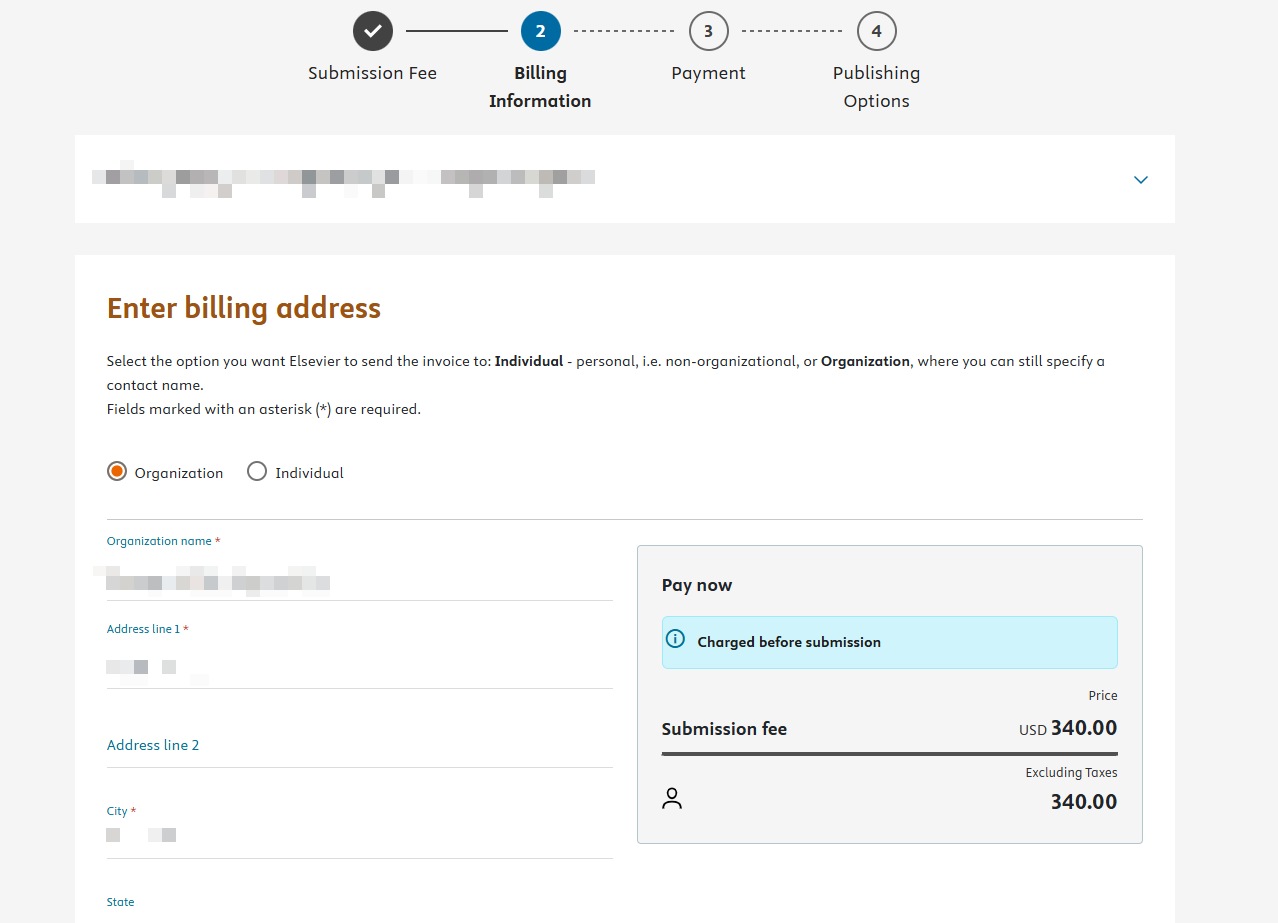 2
3
4
Submission Fee
Billing
Information
Payment
Publishing
Options
Enter billing address
Select the option you want Elsevier to send the invoice to: Individual - personal, i.e. non-organizational, or Organization, where you can still specify a
contact name.
Fields marked with an asterisk (*) are required.
Organization
Individual
Organization name *
Address line 1 *
Address line 2
City *
State
Pay now
Charged before submission
Price
Submission fee USD 340.00
Excluding Taxes
340.00